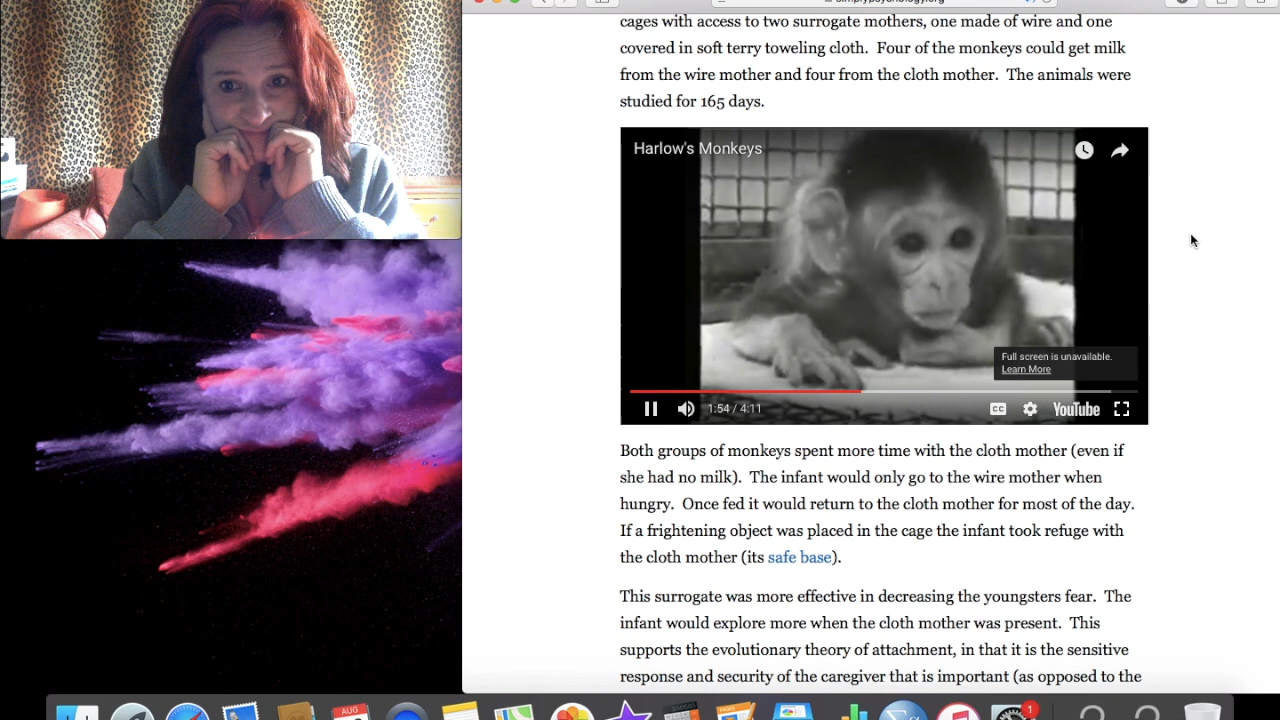 simplypsychology.org
cages with access to two surrogate mothers, one made of wire and one
covered in soft terry toweling cloth. Four of the monkeys could get milk
from the wire mother and four from the cloth mother. The animals were
studied for 165 days.
Harlow's Monkeys
Full screen is unavailable.
Learn More
1:54 / 4:11
CC
YouTube
Both groups of monkeys spent more time with the cloth mother (even if
she had no milk). The infant would only go to the wire mother when
hungry. Once fed it would return to the cloth mother for most of the day.
If a frightening object was placed in the cage the infant took refuge with
the cloth mother (its safe base).
This surrogate was more effective in decreasing the youngsters fear. The
infant would explore more when the cloth mother was present. This
supports the evolutionary theory of attachment, in that it is the sensitive
response and security of the caregiver that is important (as opposed to the
AUG
1